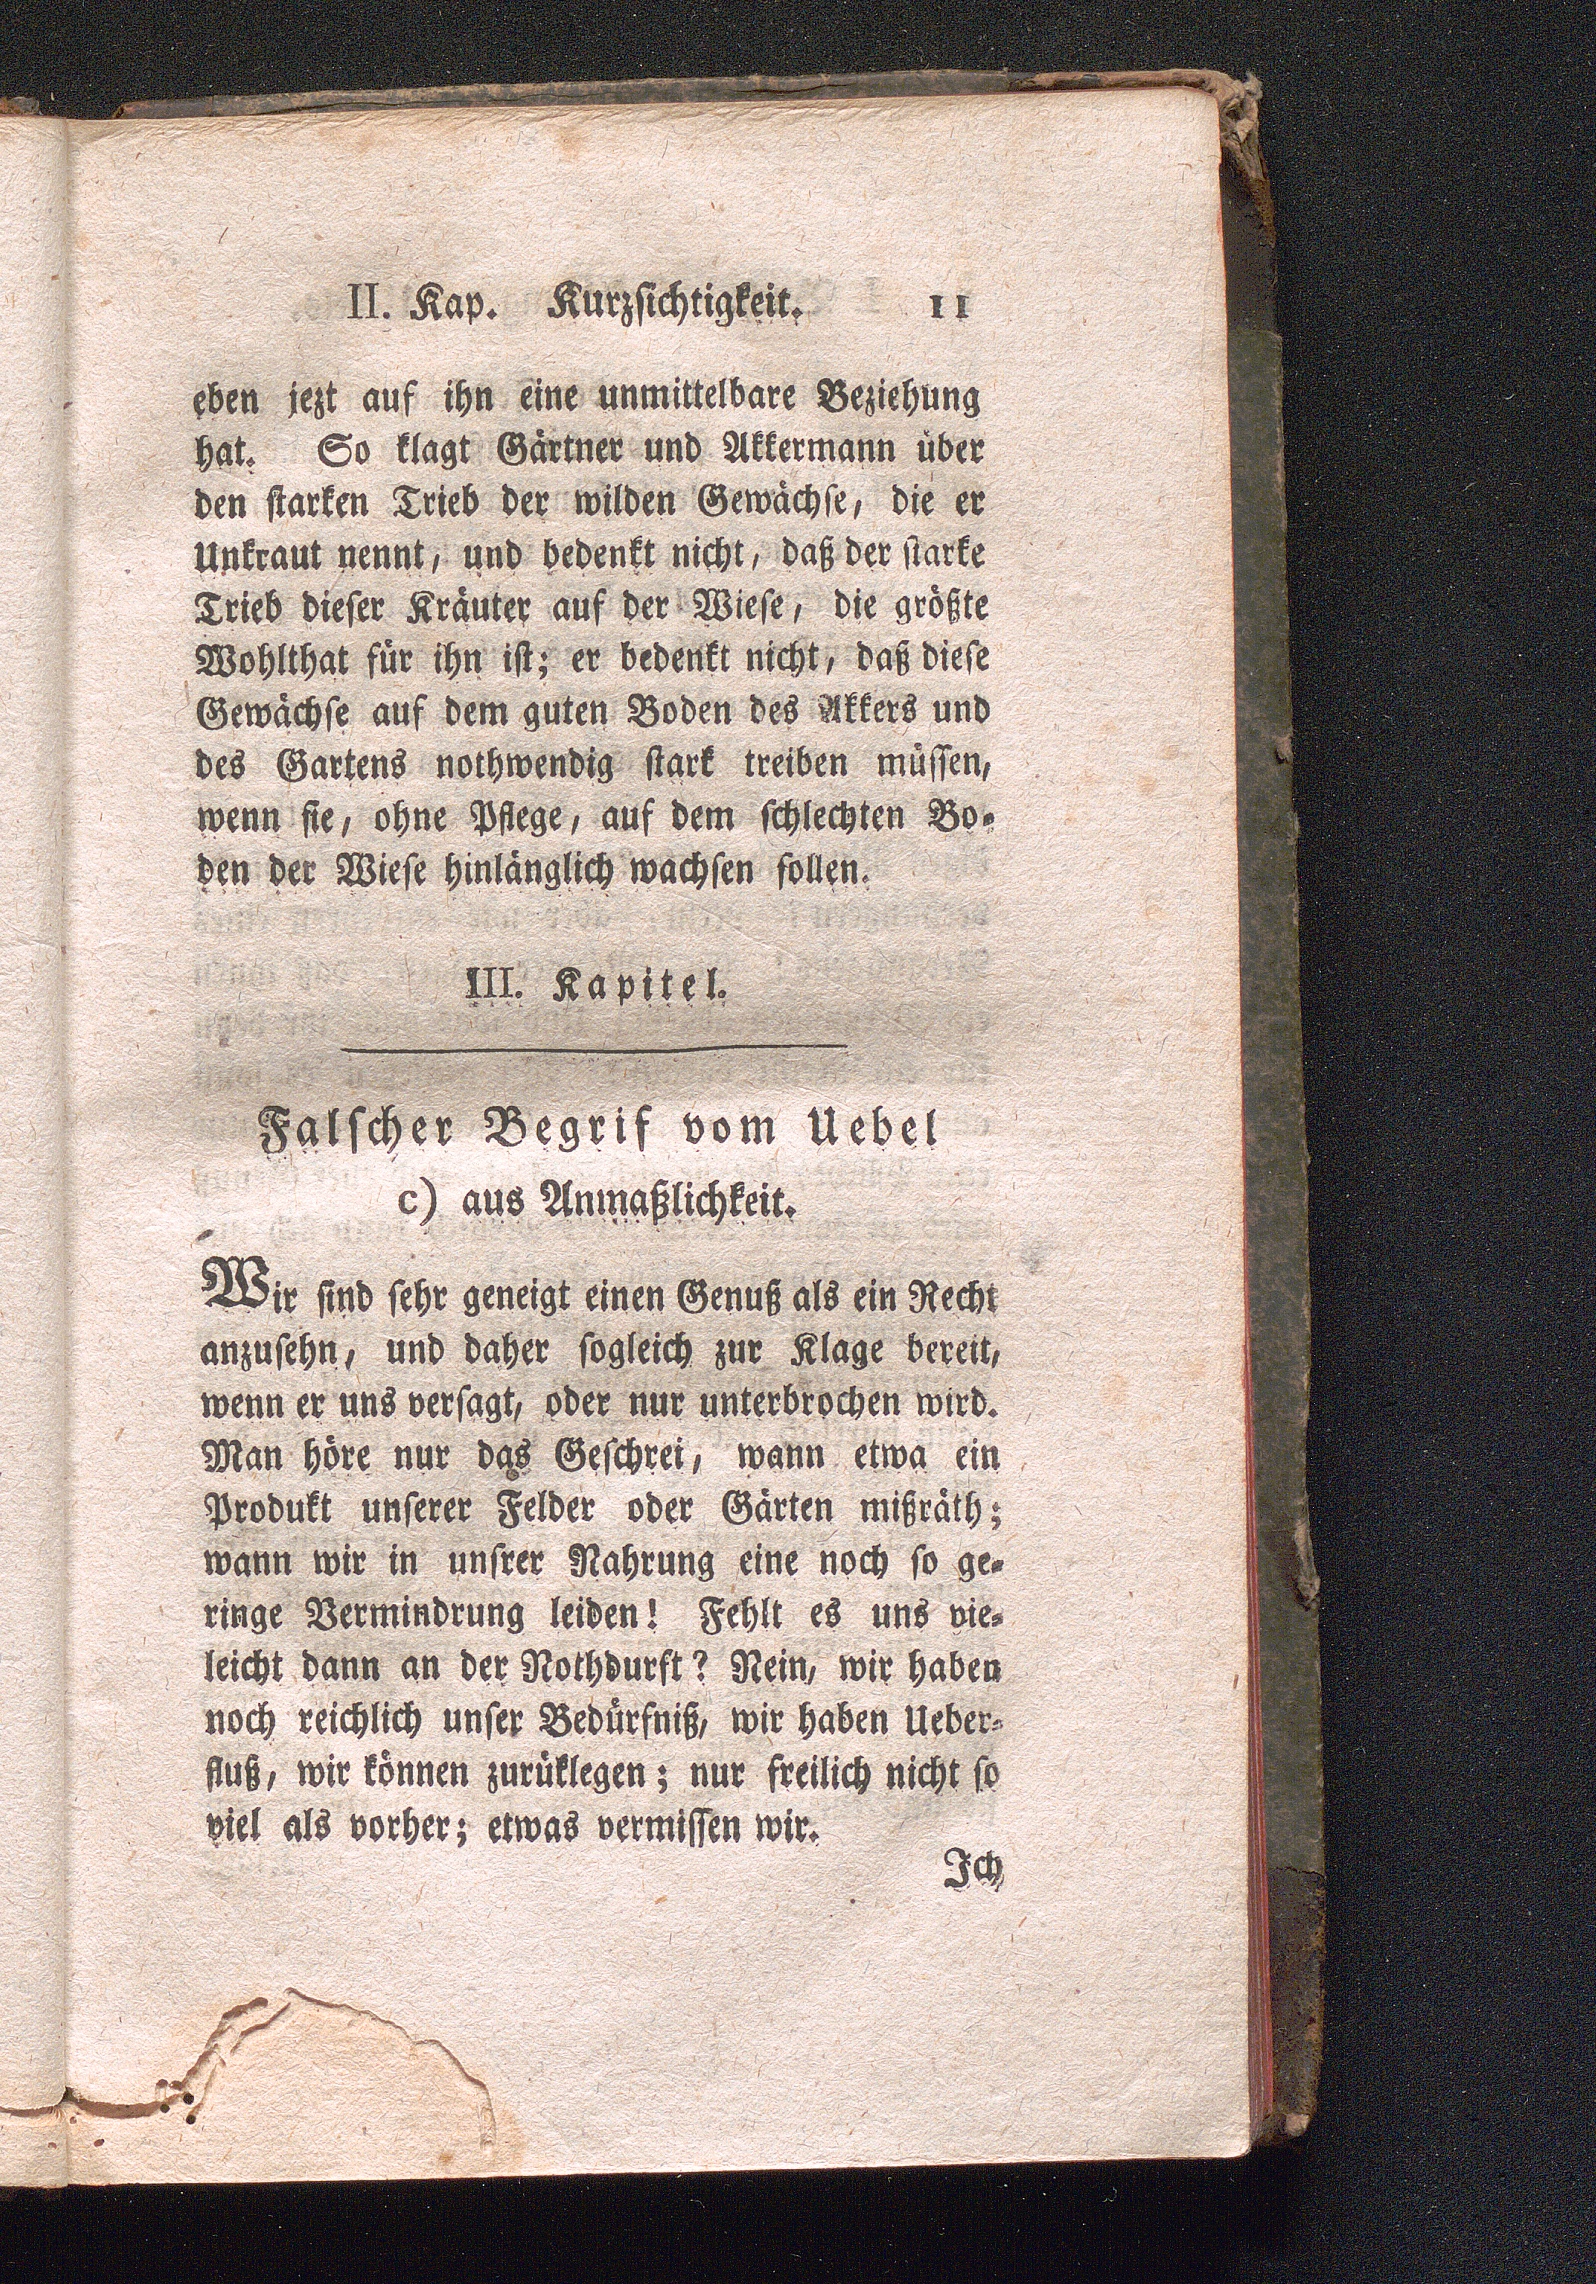 II. Kap. Kurzſichtigkeit. 11
eben jezt auf ihn eine unmittelbare Beziehung
hat. So klagt Gärtner und Akkermann über
den ſtarken Trieb der wilden Gewächſe, die er
Unkraut nennt, und bedenkt nicht, daß der ſtarke
Trieb dieſer Kräuter auf der Wieſe, die größte
Wohlthat für ihn iſt; er bedenkt nicht, daß dieſe
Gewächſe auf dem guten Boden des Akkers und
des Gartens nothwendig ſtark treiben müſſen,
wenn ſie, ohne Pflege, auf dem ſchlechten Bo-
den der Wieſe hinlänglich wachſen ſollen.
III. Kapitel.
Falſcher Begrif vom Uebel
c) aus Anmaßlichkeit.
Wir ſind ſehr geneigt einen Genuß als ein Recht
anzuſehn, und daher ſogleich zur Klage bereit,
wenn er uns verſagt, oder nur unterbrochen wird.
Man höre nur das Geſchrei, wann etwa ein
Produkt unſerer Felder oder Gärten mißräth;
wann wir in unſrer Nahrung eine noch ſo ge-
ringe Vermindrung leiden! Fehlt es uns vie-
leicht dann an der Nothdurft? Nein, wir haben
noch reichlich unſer Bedürfniß, wir haben Ueber-
fluß, wir können zurüklegen; nur freilich nicht ſo
viel als vorher; etwas vermiſſen wir.
Ich